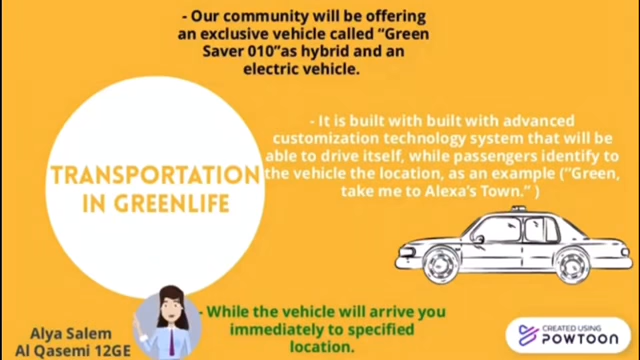 - Our community will be offering
an exclusive vehicle called “Green
Saver 010”as hybrid and an
electric vehicle.
- It is built with built with advanced
customization technology system that will be
able to drive itself, while passengers identify to
the vehicle the location, as an example (“Green,
take me to Alexa's Town.” )
TRANSPORTATION
IN GREENLIFE
- While the vehicle will arrive you
immediately to specified
location.
Alya Salem
Al Qasemi 12GE
CREATED USING
POWTOON